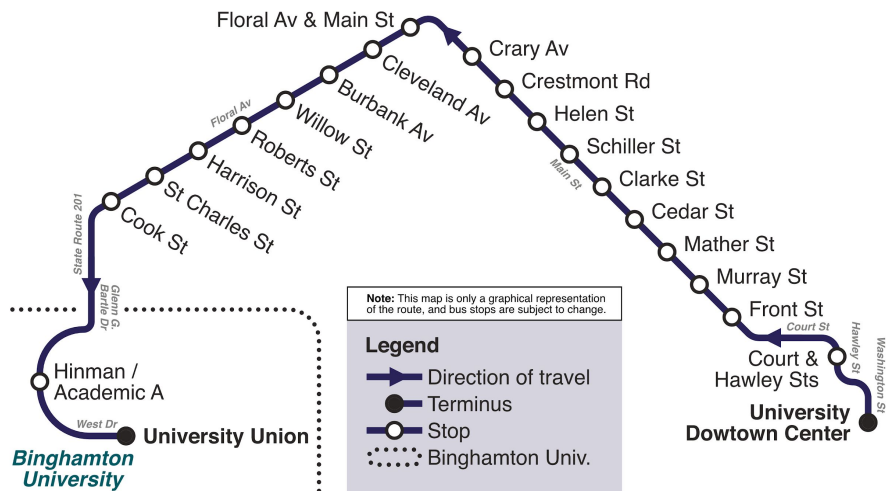 Floral Av & Main St
Cleveland Av
Burbank Av
Willow St
Roberts St
Harrison St
St Charles St
Cook St
Floral Av
State Route 201
Glenn G.
Bartle Dr
Hinman /
Academic A
West Dr
University Union
Binghamton
University
Crary Av
Crestmont Rd
Helen St
Schiller St
Main St
Clarke St
Cedar St
Mather St
Murray St
Front St
Court St
Hawley St
Washington St
Court &
Hawley Sts
University
Dowtown Center
Note: This map is only a graphical representation
of the route, and bus stops are subject to change.
Legend
Direction of travel
Terminus
Stop
Binghamton Univ.